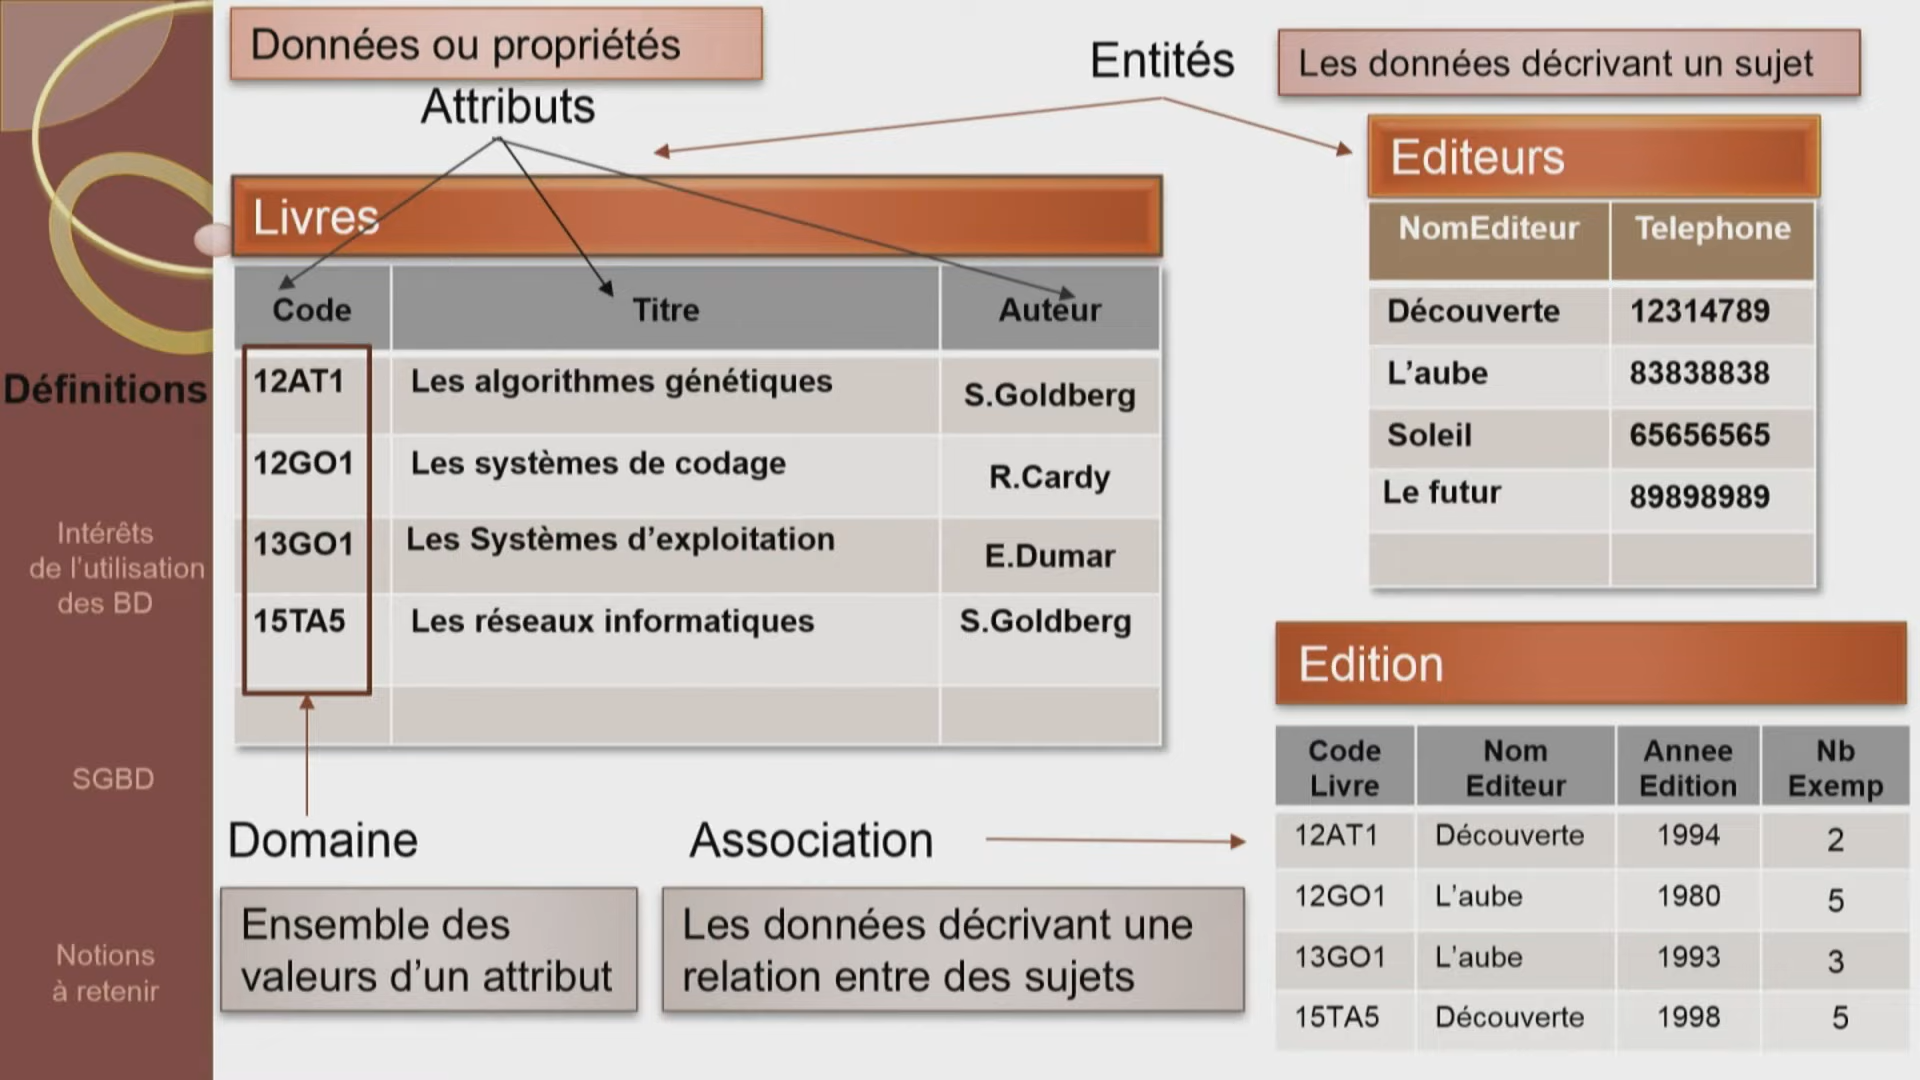 Données ou propriétés
Attributs
Entités
Les données décrivant un sujet
Définitions
Intérêts
de l'utilisation
des BD
SGBD
Notions
à retenir
Livres
Code Titre Auteur
12AT1 Les algorithmes génétiques S.Goldberg
12GO1 Les systèmes de codage R.Cardy
13GO1 Les Systèmes d'exploitation E.Dumar
15TA5 Les réseaux informatiques S.Goldberg
Editeurs
NomEditeur Telephone
Découverte 12314789
L'aube 83838838
Soleil 65656565
Le futur 89898989
Domaine
Ensemble des
valeurs d'un attribut
Association
Les données décrivant une
relation entre des sujets
Edition
Code Nom Annee Nb
Livre Editeur Edition Exemp
12AT1 Découverte 1994 2
12GO1 L'aube 1980 5
13GO1 L'aube 1993 3
15TA5 Découverte 1998 5